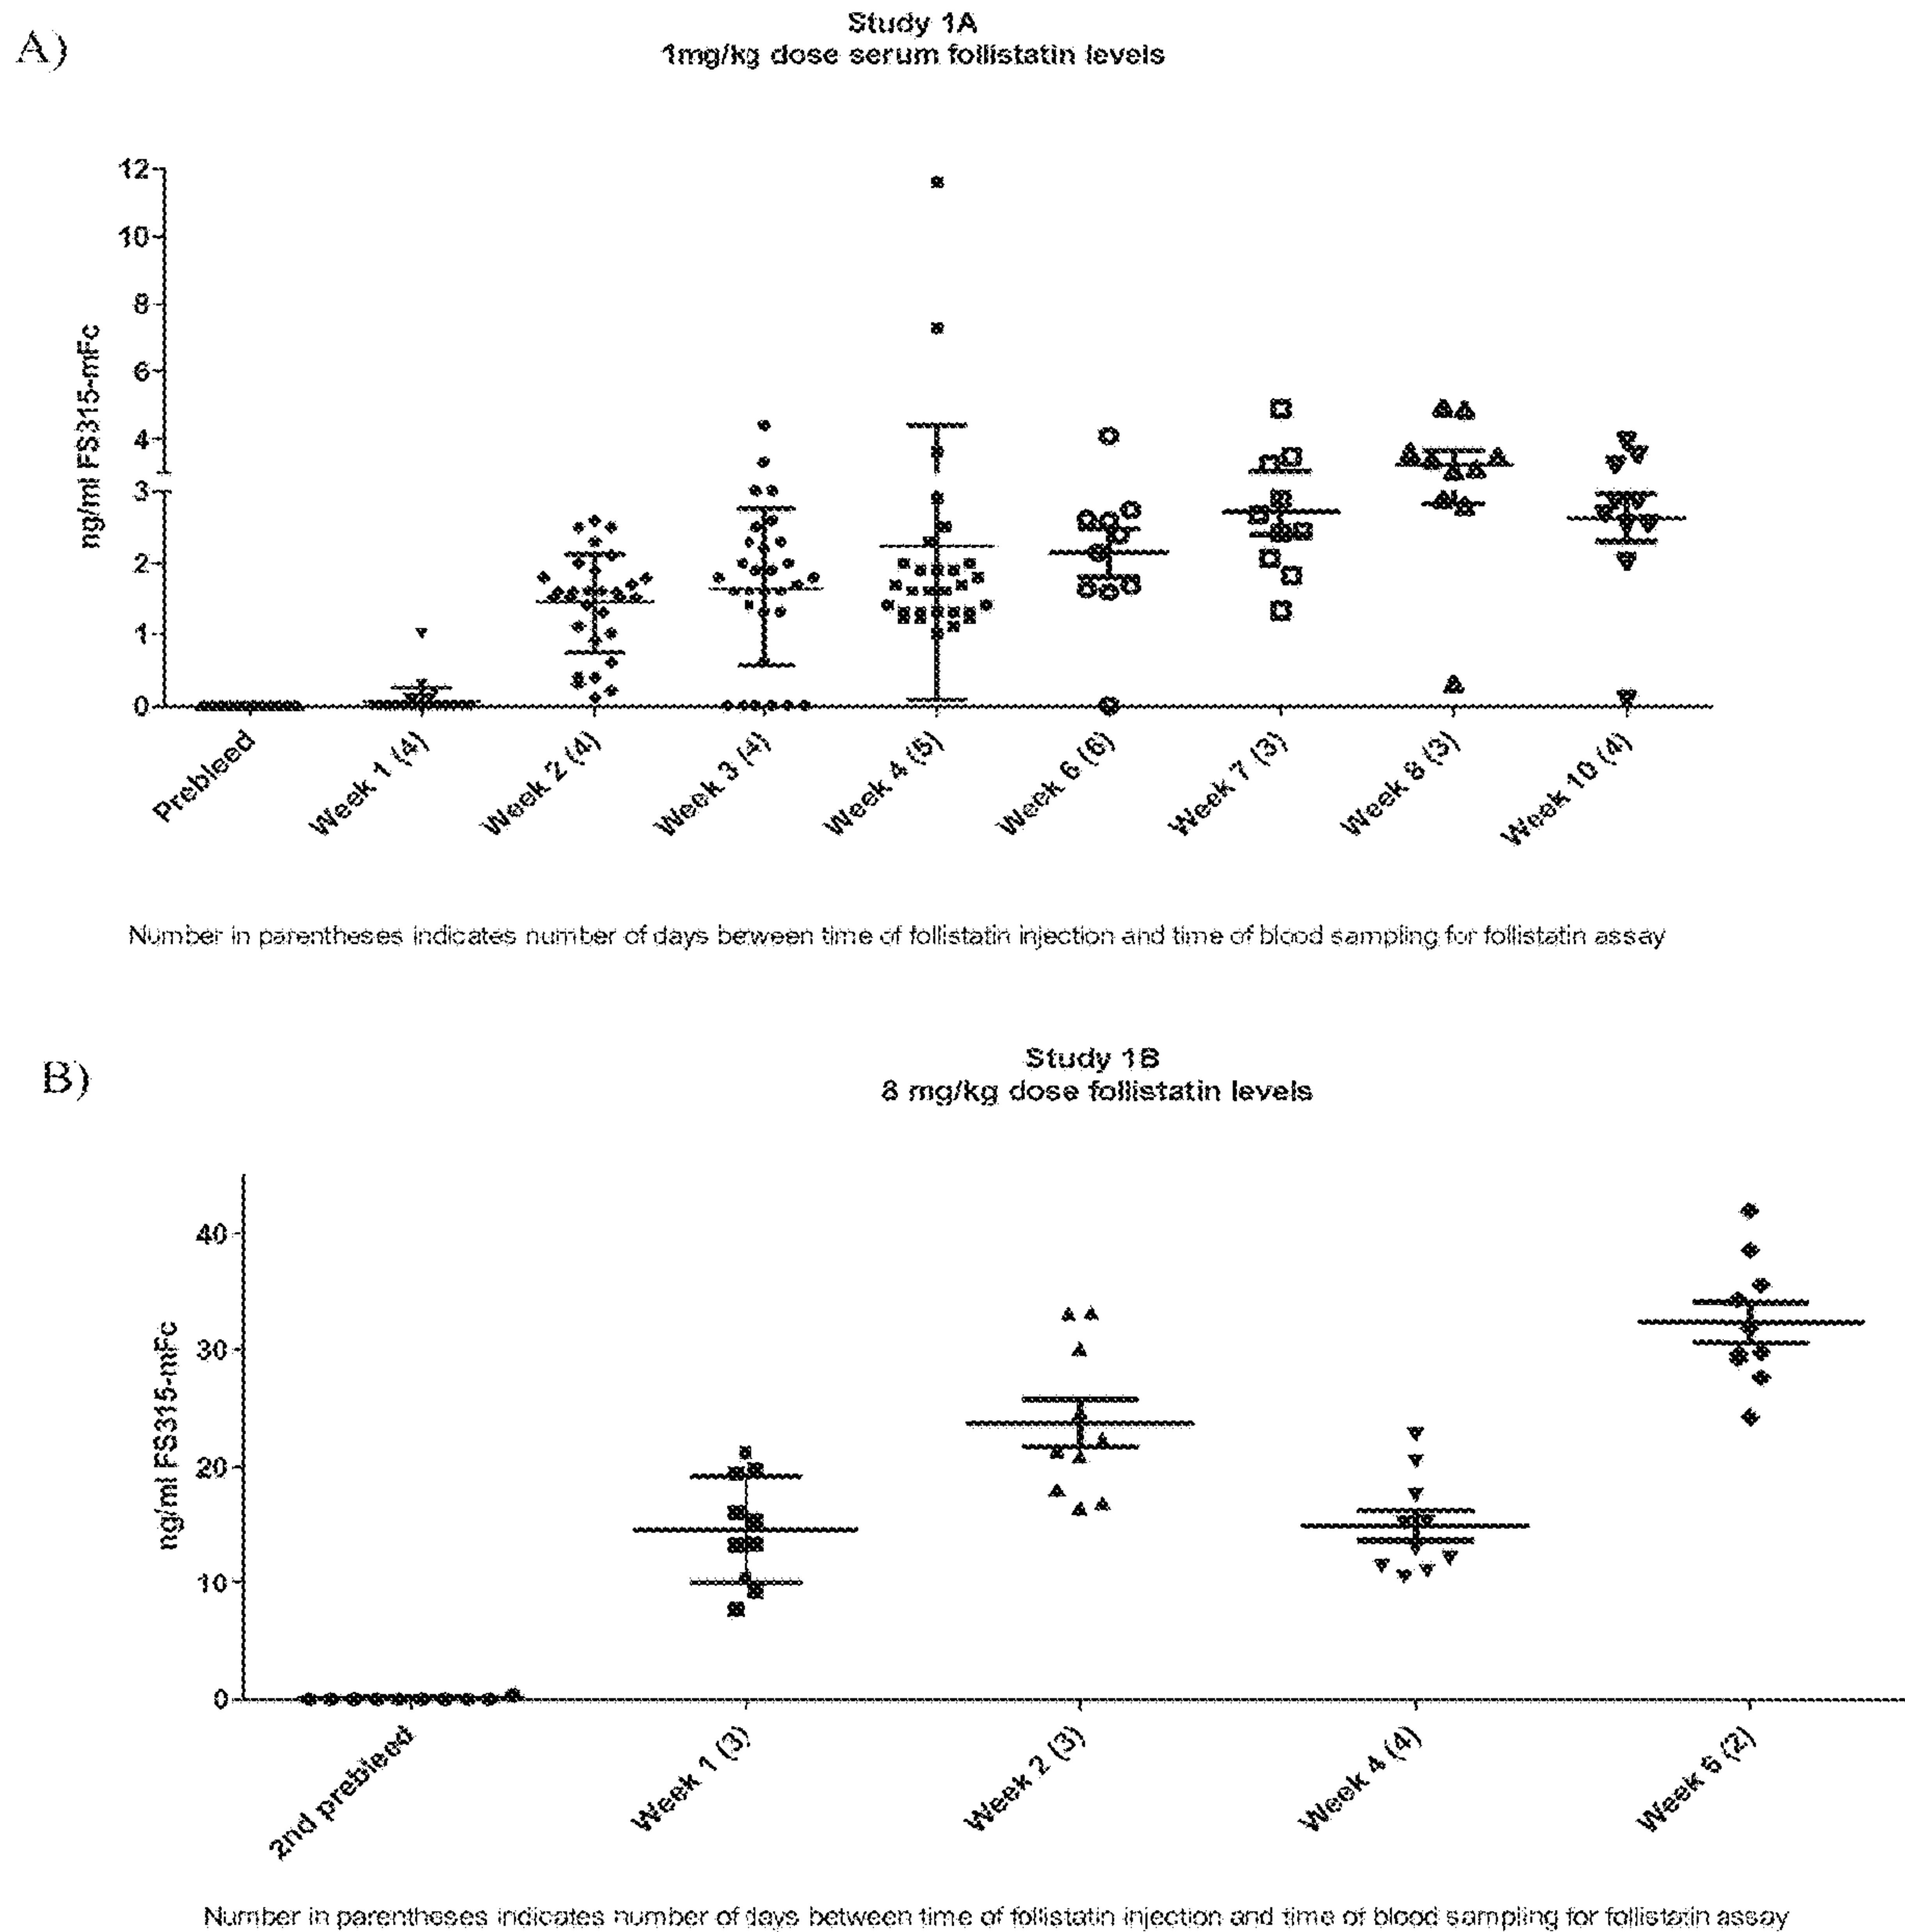 A)
Study 1A
1mg/kg dose serum follistatin levels
ng/ml FS315-mFc
12
10
8
6
4
3
2
1
0
Prebleed
Week 1 (4)
Week 2 (4)
Week 3 (4)
Week 4 (5)
Week 6 (6)
Week 7 (3)
Week 8 (3)
Week 10 (4)
Number in parentheses indicates number of days between time of follistatin injection and time of blood sampling for follistatin assay
B)
Study 1B
8 mg/kg dose follistatin levels
ng/ml FS315-mFc
40
30
20
10
0
2nd prebleed
Week 1 (3)
Week 2 (3)
Week 4 (4)
Week 6 (2)
Number in parentheses indicates number of days between time of follistatin injection and time of blood sampling for follistatin assay